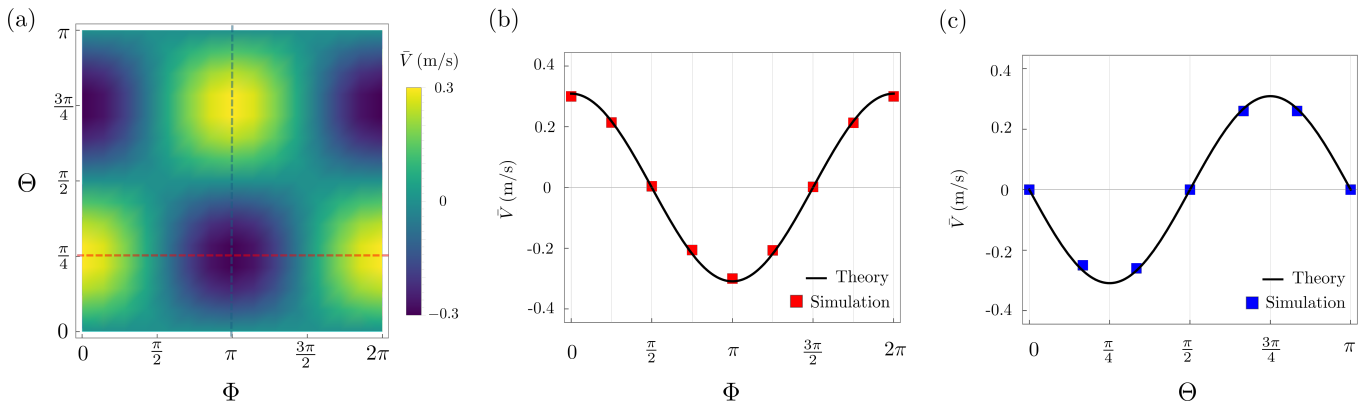 (a)
π
3π/4
π/2
π/4
0
Θ
0
π/2
π
3π/2
2π
Φ
V̄ (m/s)
0.3
0
−0.3
(b)
0.4
0.2
0
-0.2
-0.4
V̄ (m/s)
Theory
Simulation
0
π/2
π
3π/2
2π
Φ
(c)
0.4
0.2
0
-0.2
-0.4
V̄ (m/s)
Theory
Simulation
0
π/4
π/2
3π/4
π
Θ